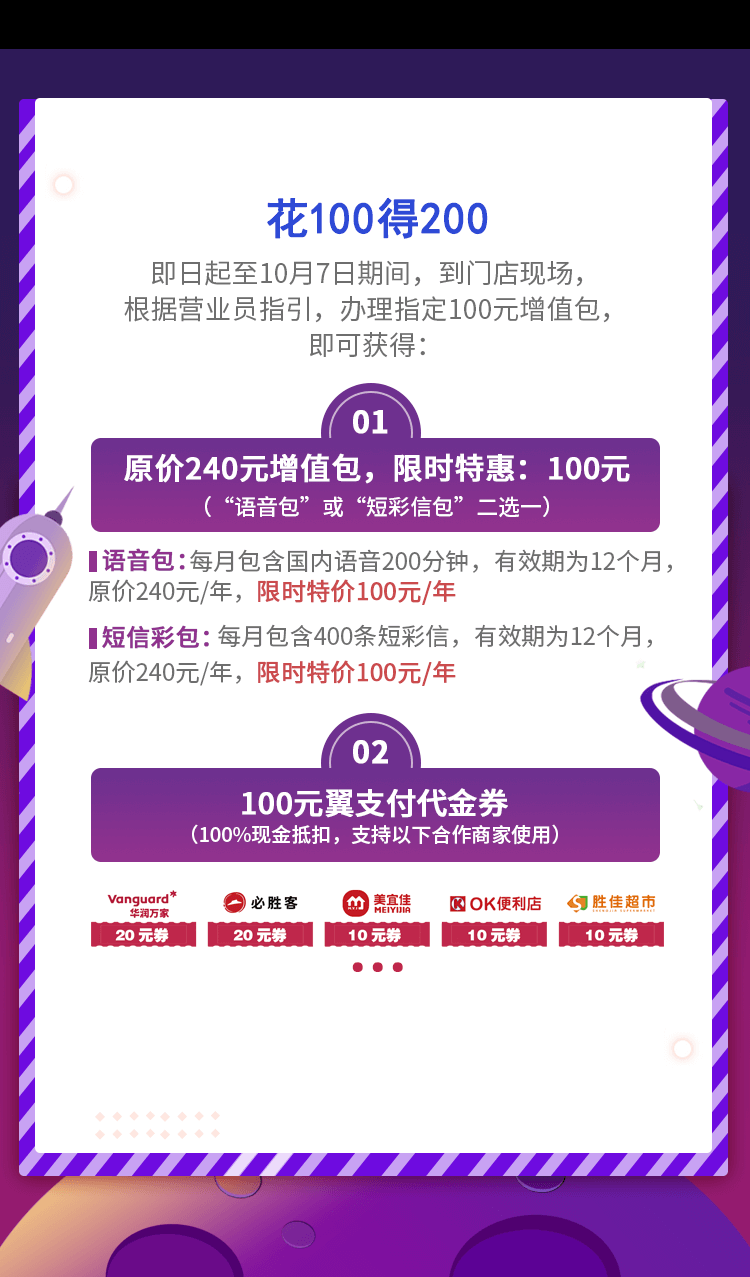 花100得200
即日起至10月7日期间，到门店现场，
根据营业员指引，办理指定100元增值包，
即可获得：
01
原价240元增值包，限时特惠：100元
（“语音包”或“短彩信包”二选一）
语音包：每月包含国内语音200分钟，有效期为12个月，
原价240元/年，限时特价100元/年
短信彩包：每月包含400条短彩信，有效期为12个月，
原价240元/年，限时特价100元/年
02
100元翼支付代金券
（100%现金抵扣，支持以下合作商家使用）
Vanguard 华润万家
必胜客
美宜佳 MEIYIJIA
OK便利店
胜佳超市
20 元券
20 元券
10 元券
10 元券
10 元券